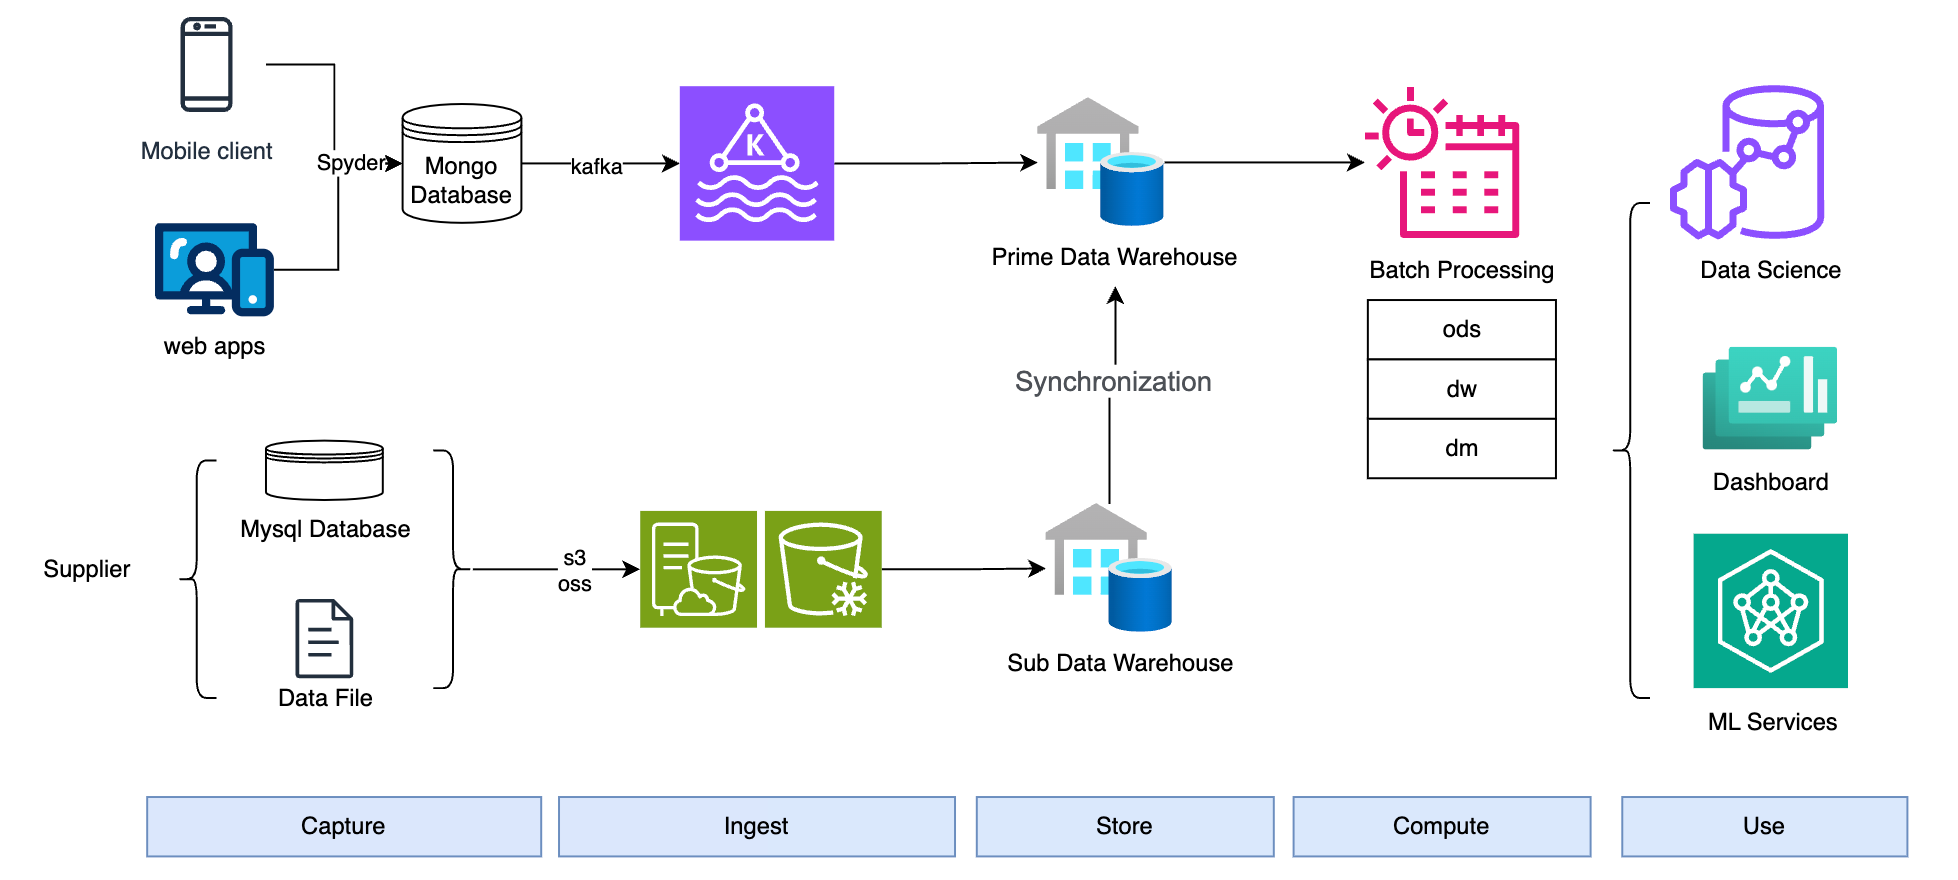 Mobile client
Spyder
Mongo
Database
kafka
K
web apps
Prime Data Warehouse
Batch Processing
ods
dw
dm
Data Science
Synchronization
Dashboard
Supplier
Mysql Database
Data File
s3
oss
Sub Data Warehouse
ML Services
Capture
Ingest
Store
Compute
Use